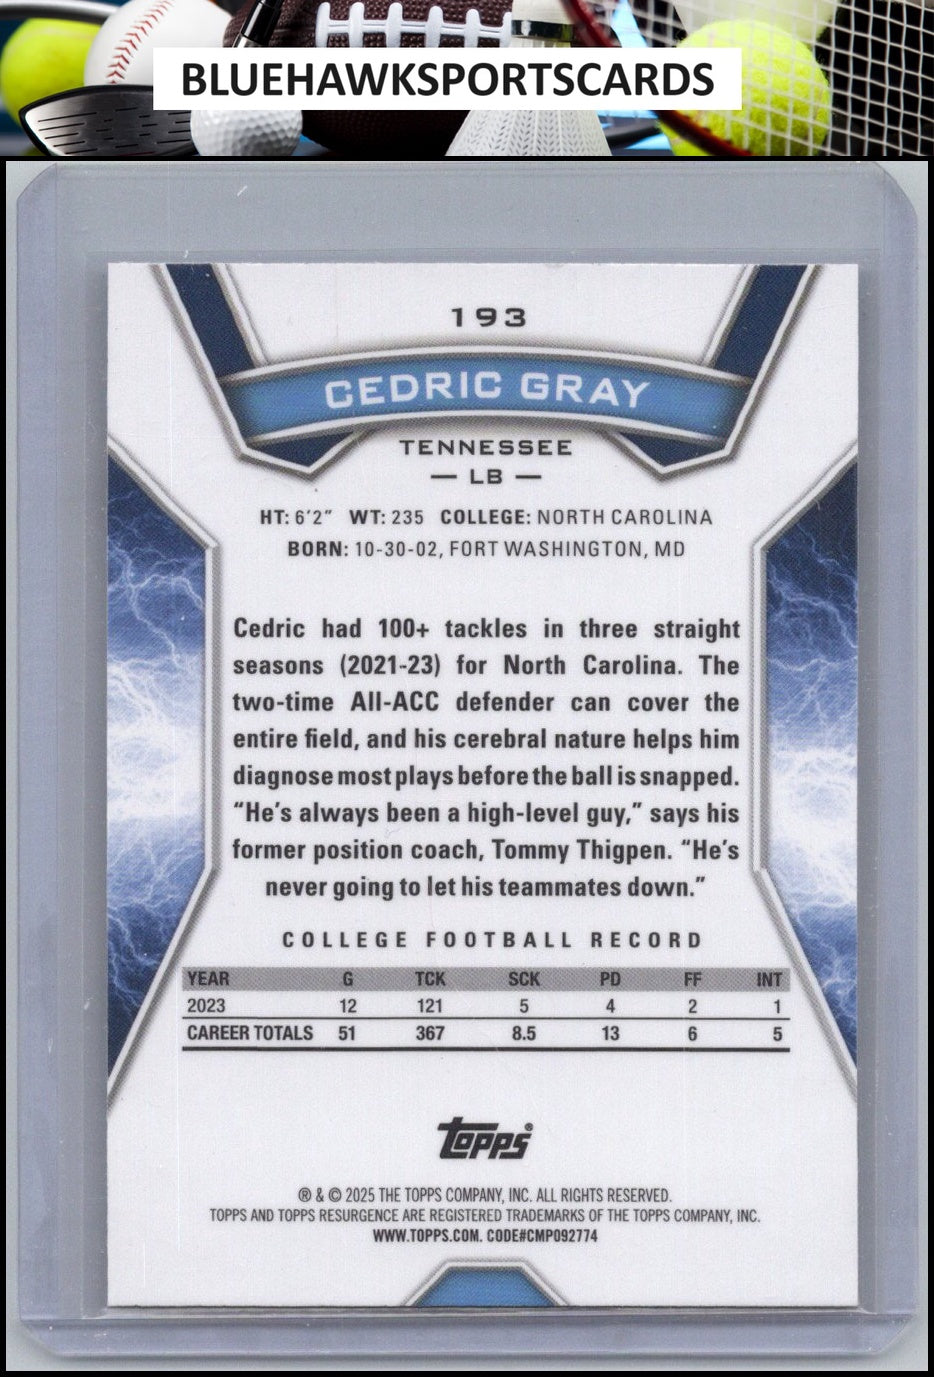 BLUEHAWKSPORTSCARDS
193
CEDRIC GRAY
TENNESSEE
— LB —
HT: 6'2" WT: 235 COLLEGE: NORTH CAROLINA
BORN: 10-30-02, FORT WASHINGTON, MD
Cedric had 100+ tackles in three straight
seasons (2021-23) for North Carolina. The
two-time All-ACC defender can cover the
entire field, and his cerebral nature helps him
diagnose most plays before the ball is snapped.
“He’s always been a high-level guy,” says his
former position coach, Tommy Thigpen. “He’s
never going to let his teammates down.”
COLLEGE FOOTBALL RECORD
YEAR G TCK SCK PD FF INT
2023 12 121 5 4 2 1
CAREER TOTALS 51 367 8.5 13 6 5
Topps®
® & © 2025 THE TOPPS COMPANY, INC. ALL RIGHTS RESERVED.
TOPPS AND TOPPS RESURGENCE ARE REGISTERED TRADEMARKS OF THE TOPPS COMPANY, INC.
WWW.TOPPS.COM. CODE#CMP092774